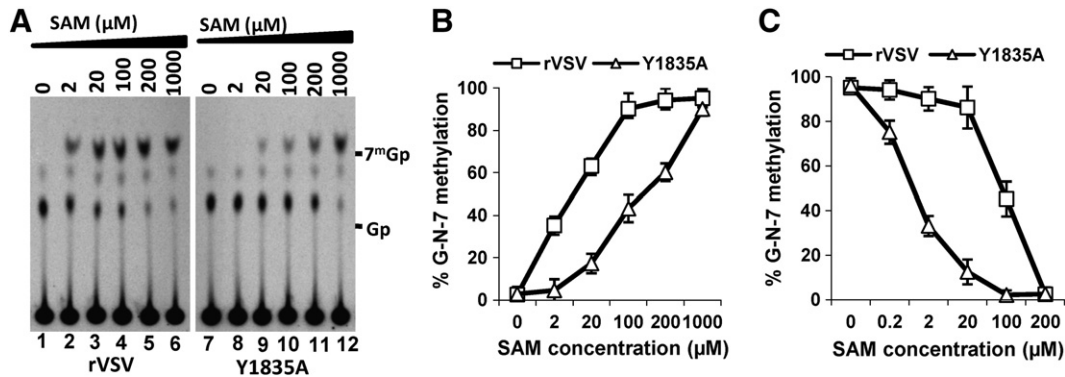 A
SAM (µM)
0 2 20 100 200 1000
SAM (µM)
0 2 20 100 200 1000
7ᵐGp
Gp
1 2 3 4 5 6
7 8 9 10 11 12
rVSV
Y1835A
B
rVSV Y1835A
% G-N-7 methylation
100
80
60
40
20
0
0 2 20 100 200 1000
SAM concentration (µM)
C
rVSV Y1835A
% G-N-7 methylation
100
80
60
40
20
0
0 0.2 2 20 100 200
SAM concentration (µM)